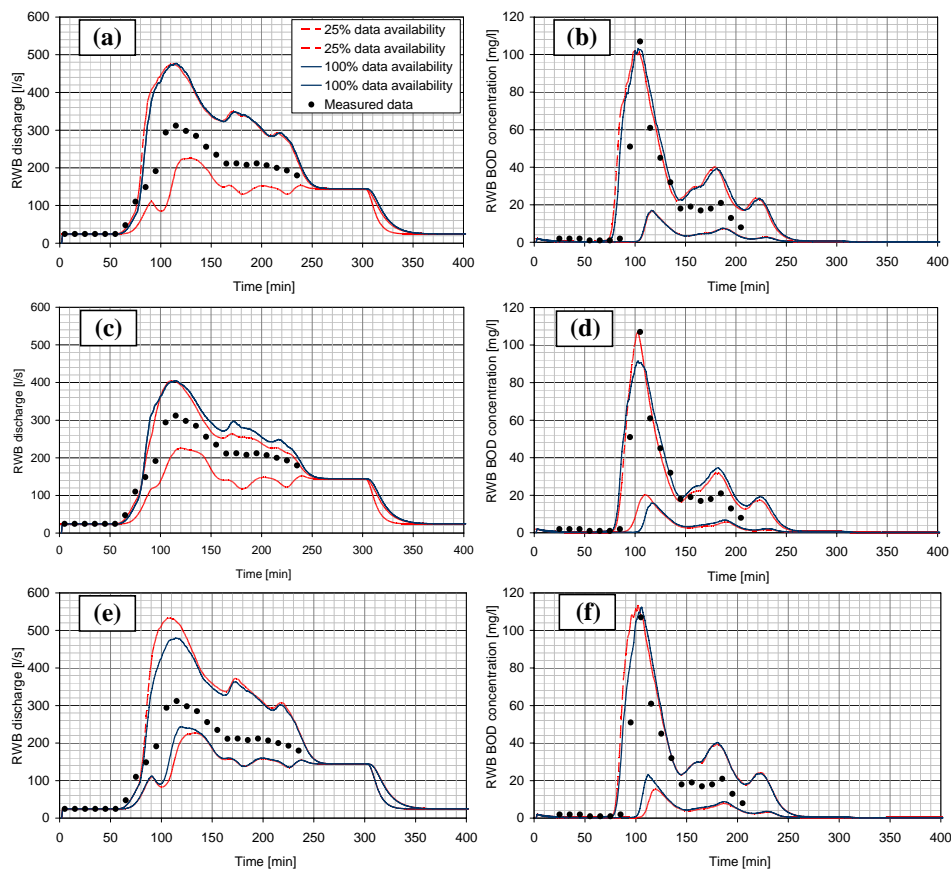 (a)
25% data availability
25% data availability
100% data availability
100% data availability
Measured data
RWB discharge [l/s]
600
500
400
300
200
100
0
0 50 100 150 200 250 300 350 400
Time [min]
(b)
RWB BOD concentration [mg/l]
120
100
80
60
40
20
0
0 50 100 150 200 250 300 350 400
Time [min]
(c)
RWB discharge [l/s]
600
500
400
300
200
100
0
0 50 100 150 200 250 300 350 400
Time [min]
(d)
RWB BOD concentration [mg/l]
120
100
80
60
40
20
0
0 50 100 150 200 250 300 350 400
Time [min]
(e)
RWB discharge [l/s]
600
500
400
300
200
100
0
0 50 100 150 200 250 300 350 400
Time [min]
(f)
RWB BOD concentration [mg/l]
120
100
80
60
40
20
0
0 50 100 150 200 250 300 350 400
Time [min]